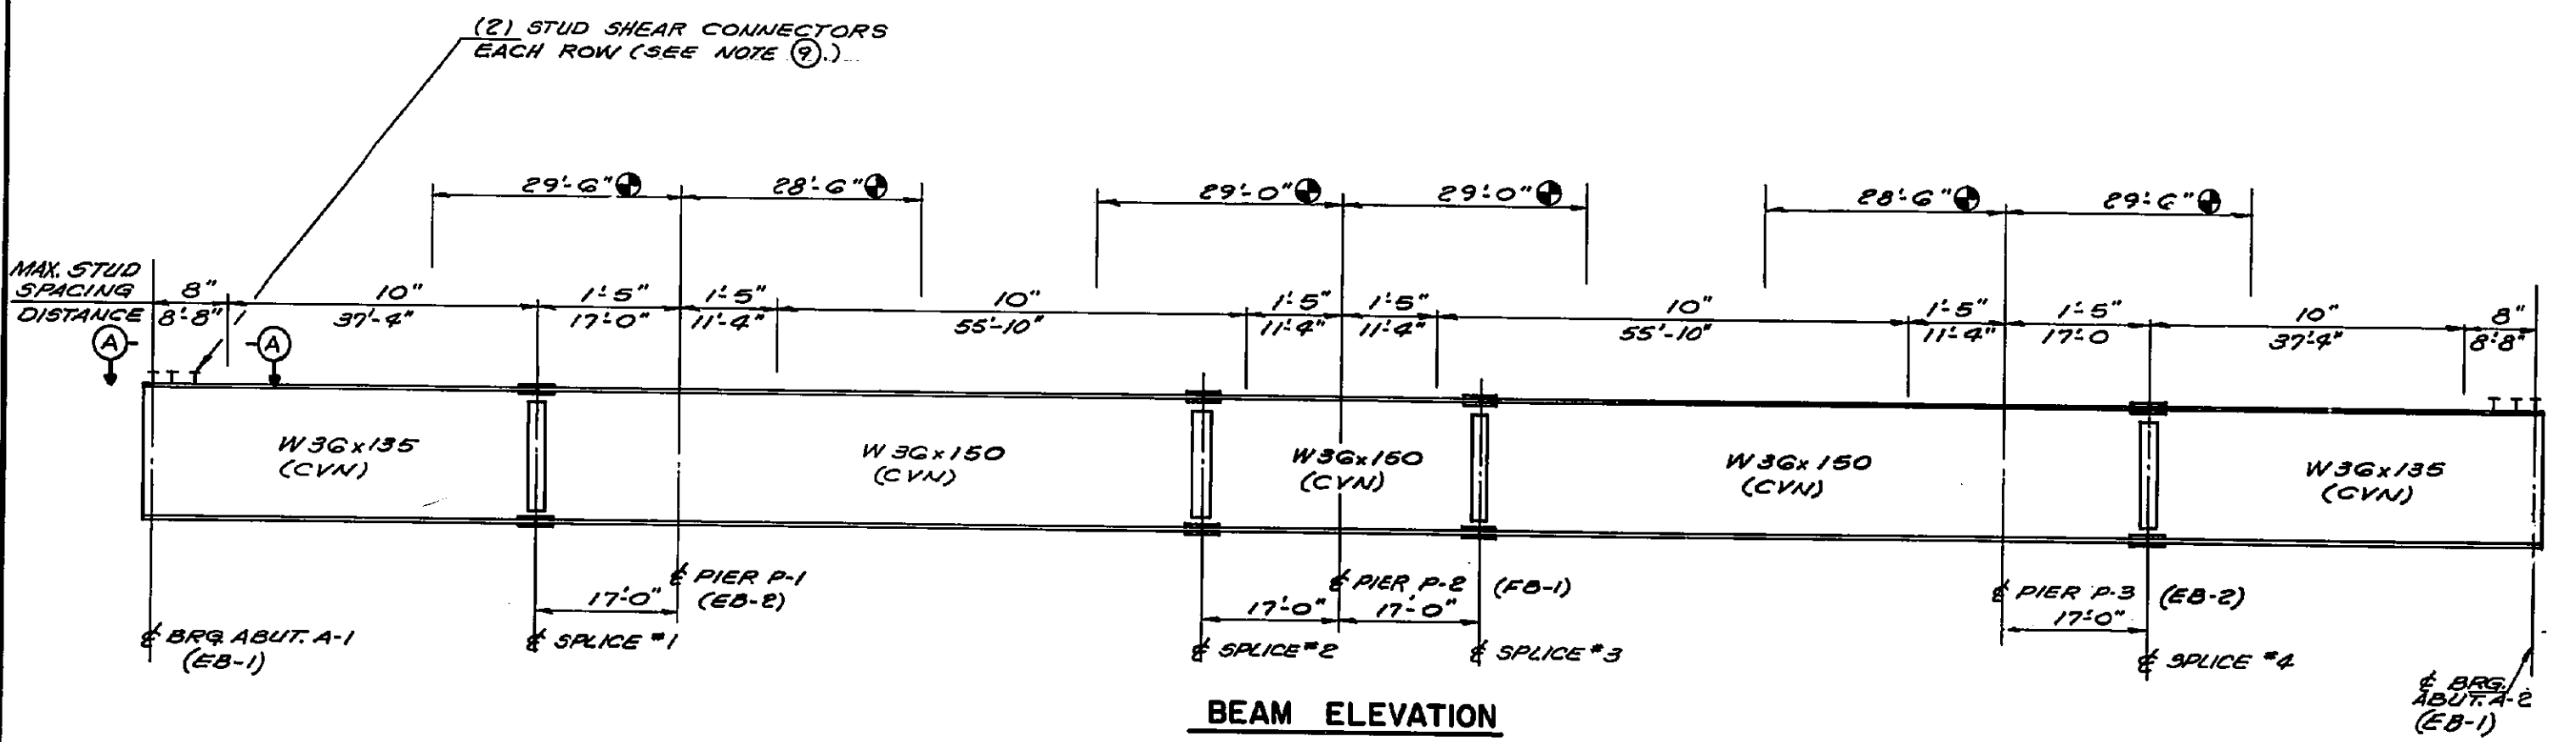 (2) STUD SHEAR CONNECTORS
EACH ROW (SEE NOTE 9.)
29'-6" 28'-6" 29'-0" 29'-0" 28'-6" 29'-6"
MAX. STUD
SPACING 8" 10" 1'-5" 1'-5" 10" 1'-5" 1'-5" 10" 1'-5" 1'-5" 10" 8"
DISTANCE 8'-8" 37'-4" 17'-0" 11'-4" 55'-10" 11'-4" 11'-4" 55'-10" 11'-4" 17'-0 37'-4" 8'-8"
A A
W36x135 W36x150 W36x150 W36x150 W36x135
(CVN) (CVN) (CVN) (CVN) (CVN)
℄ PIER P-1 ℄ PIER P-2 (FB-1) ℄ PIER P-3 (EB-2)
(EB-2)
17'-0" 17'-0" 17'-0" 17'-0"
℄ BRG. ABUT. A-1 ℄ SPLICE #1 ℄ SPLICE #2 ℄ SPLICE #3 ℄ SPLICE #4
(EB-1)
℄ BRG.
ABUT. A-2
(EB-1)
BEAM ELEVATION